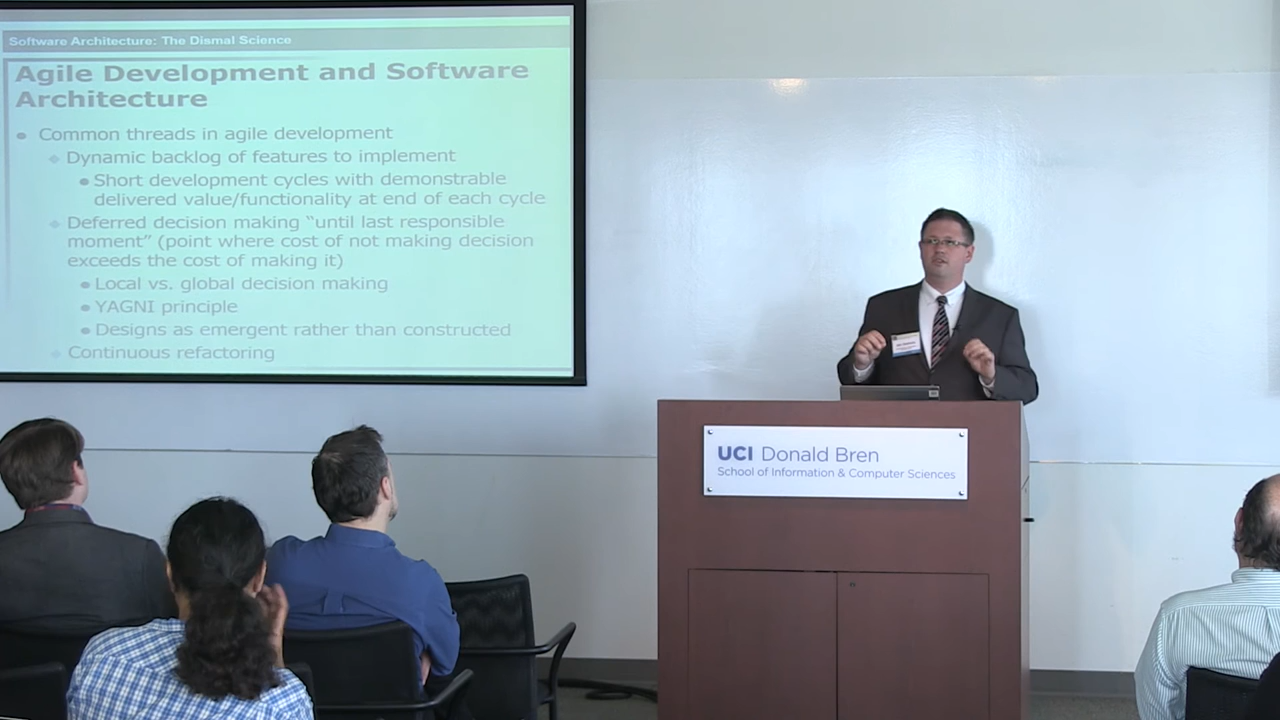 Software Architecture: The Dismal Science
Agile Development and Software
Architecture
Common threads in agile development
Dynamic backlog of features to implement
Short development cycles with demonstrable
delivered value/functionality at end of each cycle
Deferred decision making “until last responsible
moment” (point where cost of not making decision
exceeds the cost of making it)
Local vs. global decision making
YAGNI principle
Designs as emergent rather than constructed
Continuous refactoring
UCI Donald Bren
School of Information & Computer Sciences